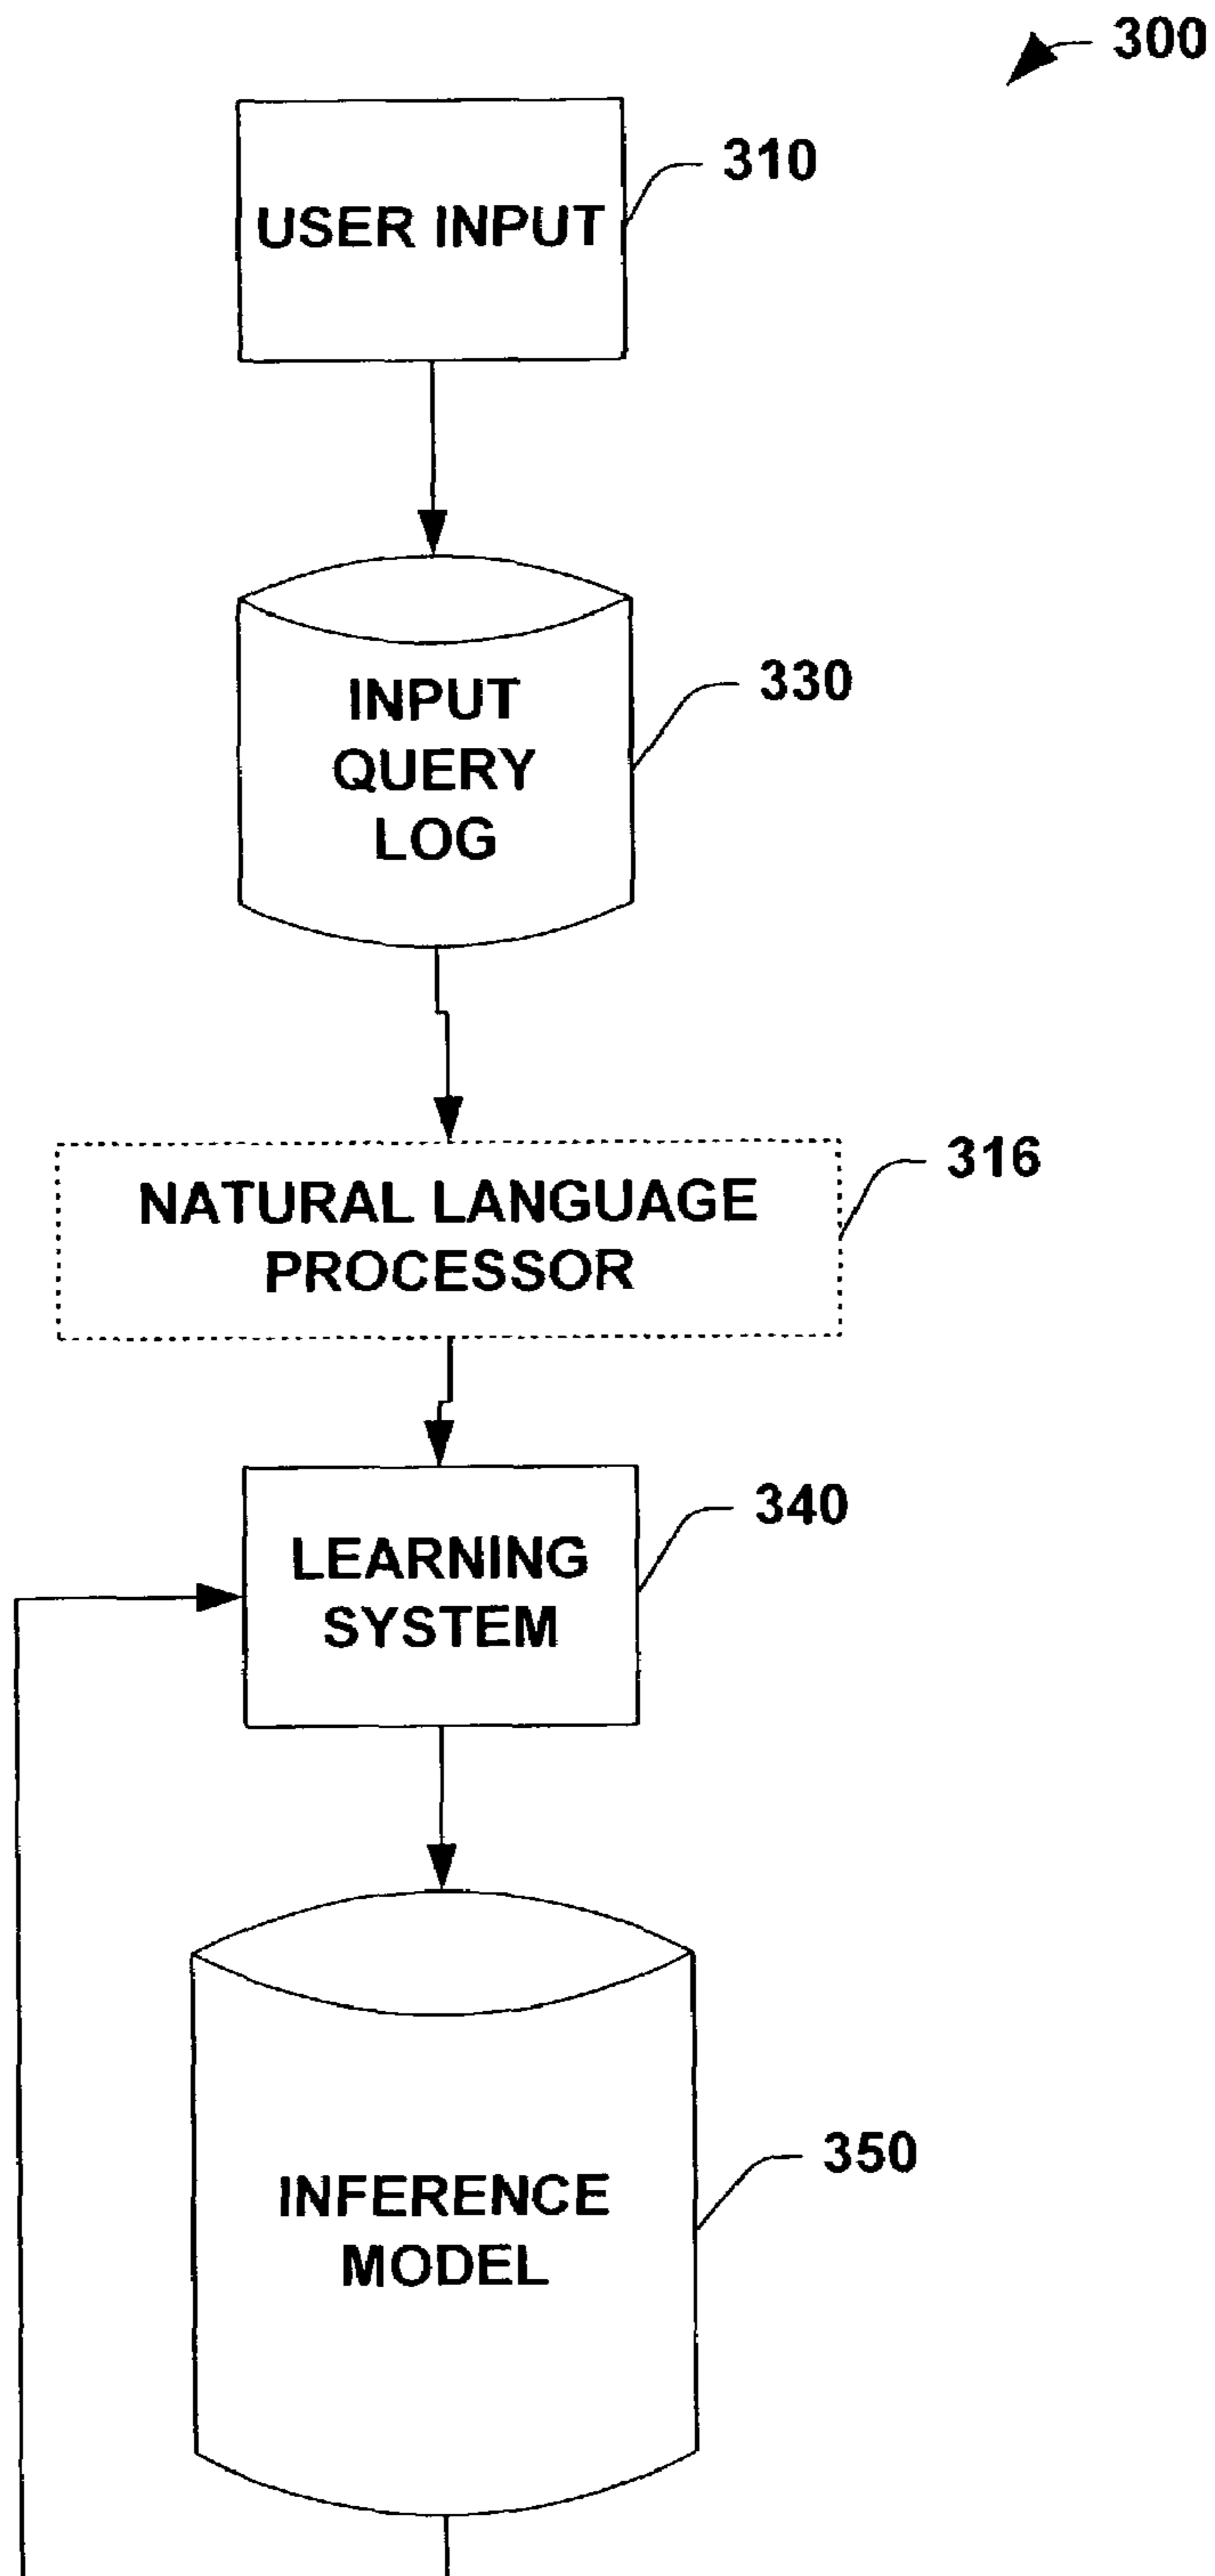 300
310
USER INPUT
330
INPUT
QUERY
LOG
316
NATURAL LANGUAGE
PROCESSOR
340
LEARNING
SYSTEM
350
INFERENCE
MODEL